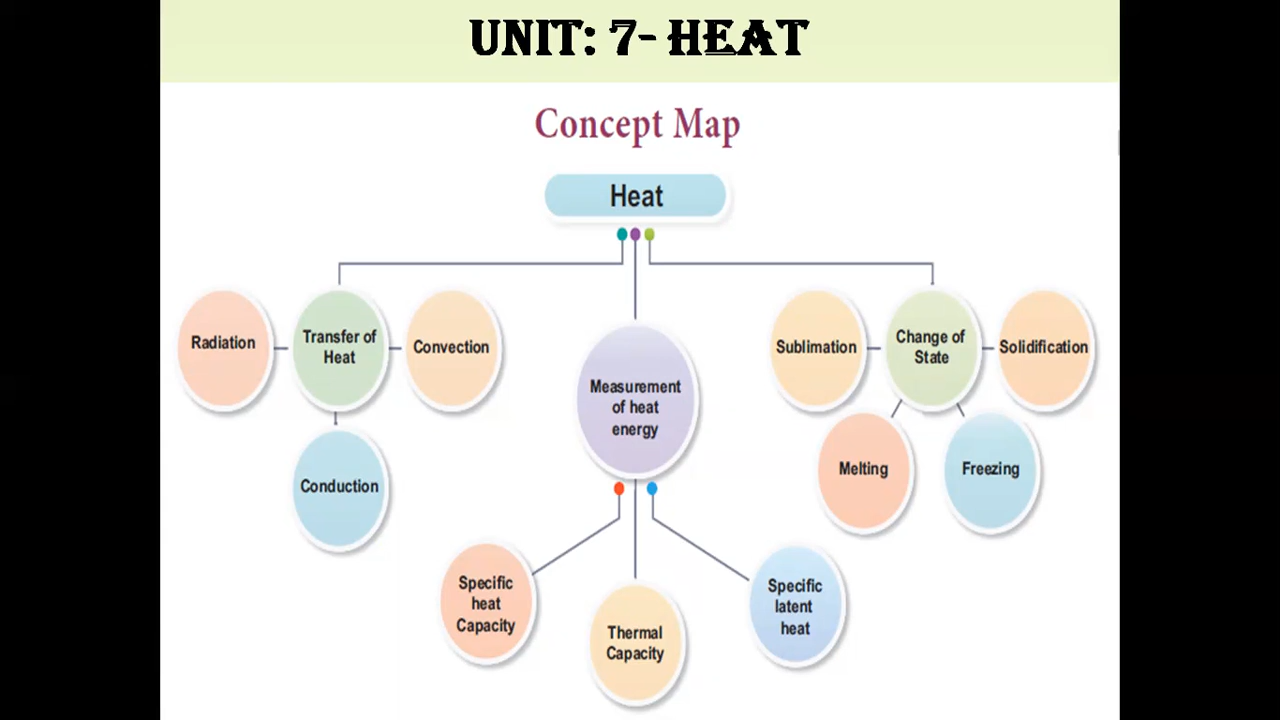 UNIT: 7- HEAT
Concept Map
Heat
Radiation
Transfer of
Heat
Convection
Conduction
Measurement
of heat
energy
Specific
heat
Capacity
Thermal
Capacity
Specific
latent
heat
Sublimation
Change of
State
Solidification
Melting
Freezing